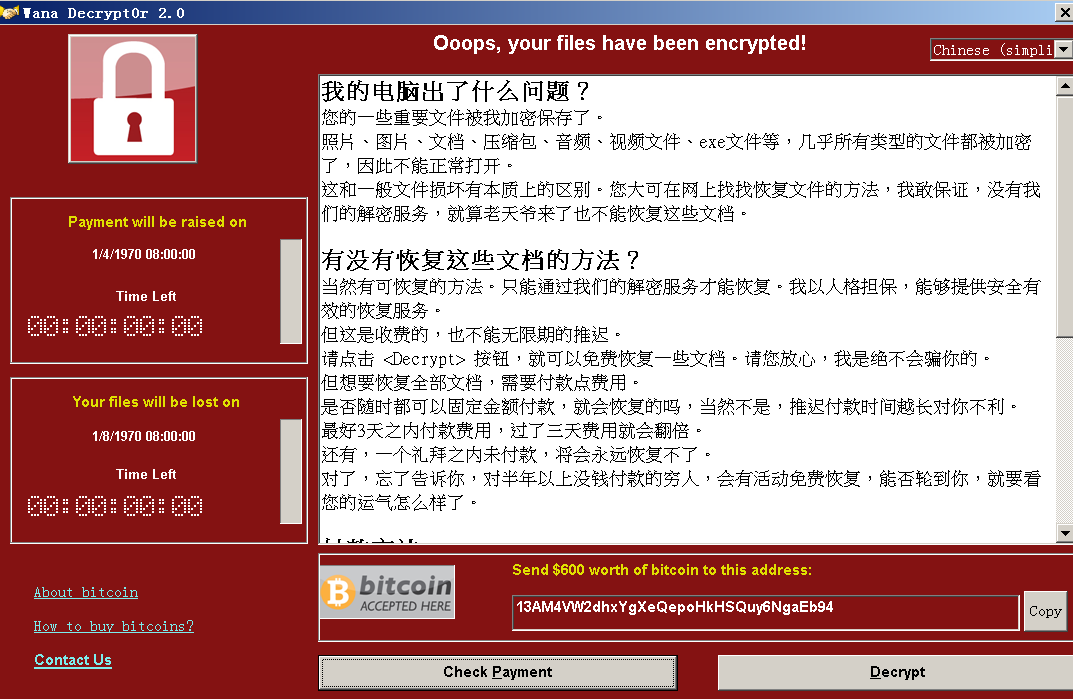 Wana Decrypt0r 2.0
Ooops, your files have been encrypted!
Chinese (simpli
Payment will be raised on
1/4/1970 08:00:00
Time Left
00:00:00:00
Your files will be lost on
1/8/1970 08:00:00
Time Left
00:00:00:00
About bitcoin
How to buy bitcoins?
Contact Us
我的电脑出了什么问题？
您的一些重要文件被我加密保存了。
照片、图片、文档、压缩包、音频、视频文件、exe文件等，几乎所有类型的文件都被加密
了，因此不能正常打开。
这和一般文件损坏有本质上的区别。您大可在网上找找恢复文件的方法，我敢保证，没有我
们的解密服务，就算老天爷来了也不能恢复这些文档。
有没有恢复这些文档的方法？
当然有可恢复的方法。只能通过我们的解密服务才能恢复。我以人格担保，能够提供安全有
效的恢复服务。
但这是收费的，也不能无限期的推迟。
请点击 <Decrypt> 按钮，就可以免费恢复一些文档。请您放心，我是绝不会骗你的。
但想要恢复全部文档，需要付款点费用。
是否随时都可以固定金额付款，就会恢复的吗，当然不是，推迟付款时间越长对你不利。
最好3天之内付款费用，过了三天费用就会翻倍。
还有，一个礼拜之内未付款，将会永远恢复不了。
对了，忘了告诉你，对半年以上没钱付款的穷人，会有活动免费恢复，能否轮到你，就要看
您的运气怎么样了。
bitcoin
ACCEPTED HERE
Send $600 worth of bitcoin to this address:
13AM4VW2dhxYgXeQepoHkHSQuy6NgaEb94
Copy
Check Payment
Decrypt